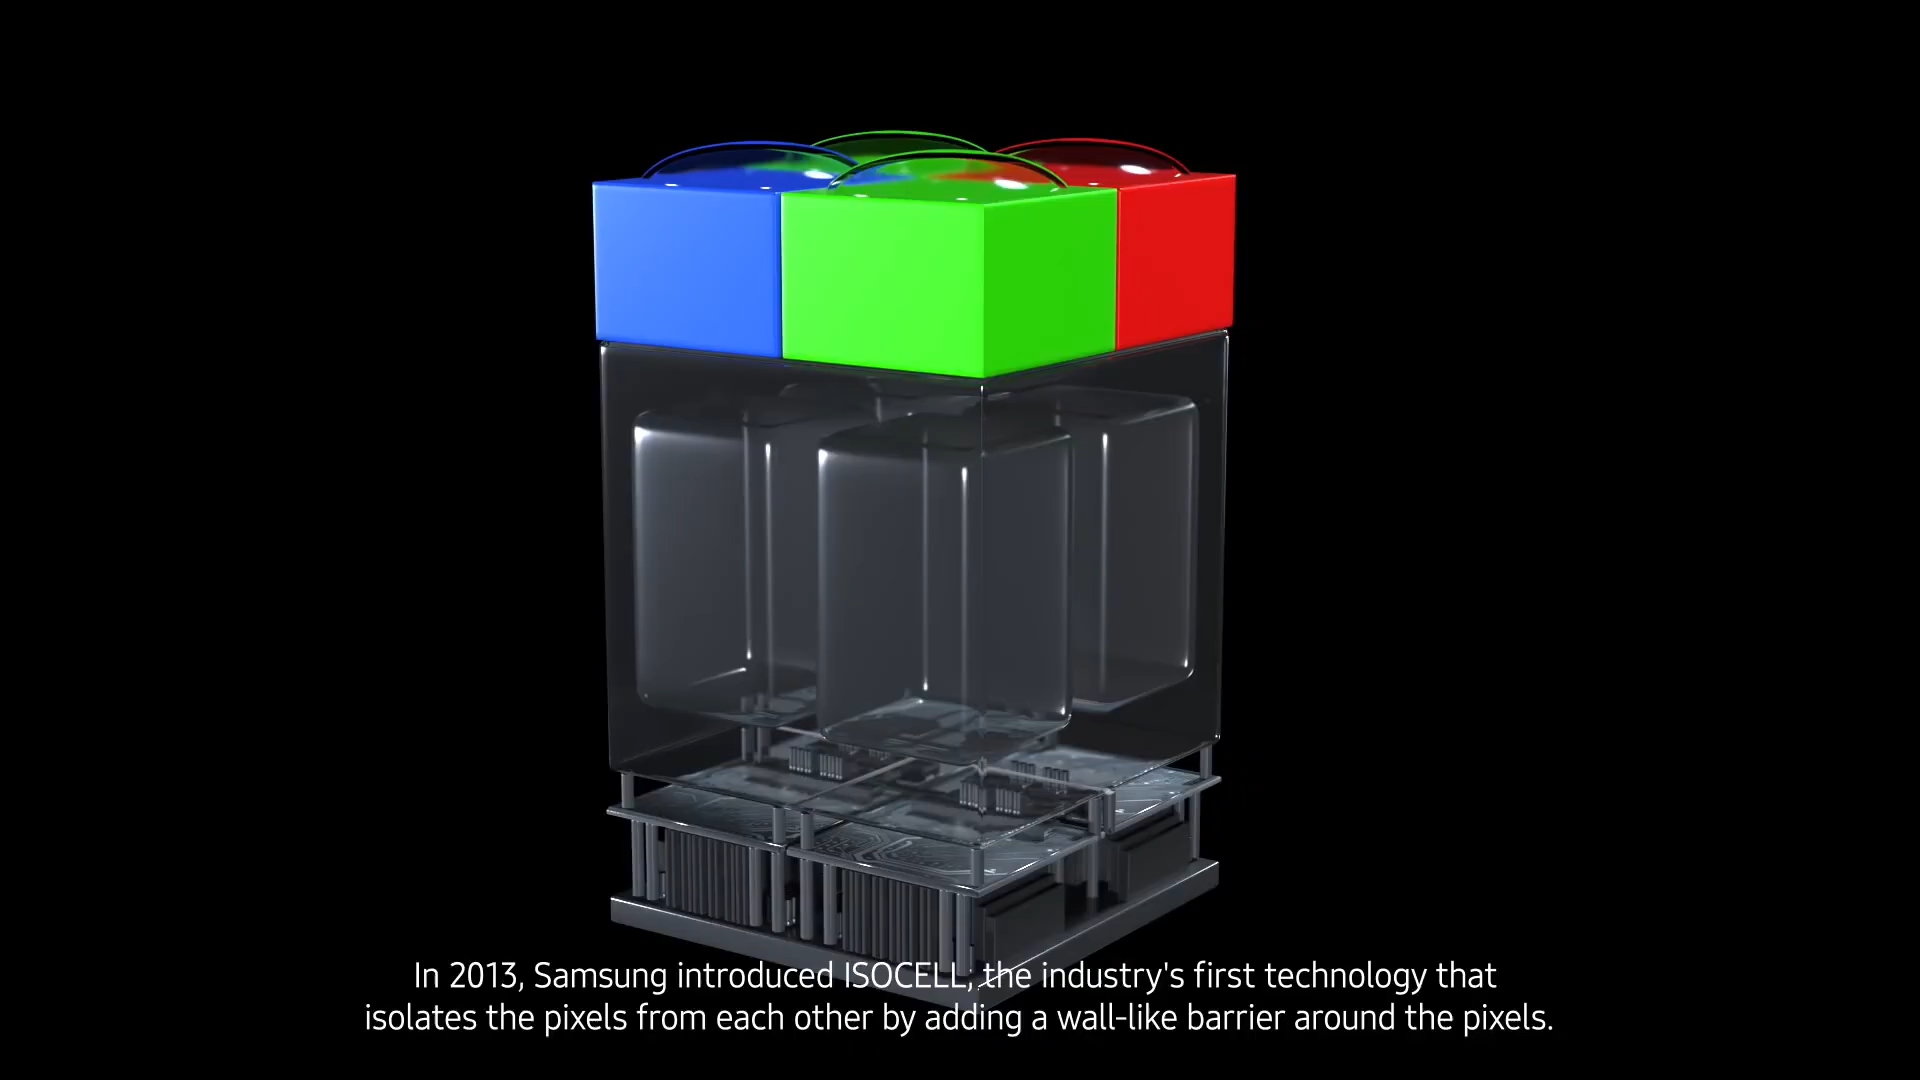 In 2013, Samsung introduced ISOCELL, the industry's first technology that
isolates the pixels from each other by adding a wall-like barrier around the pixels.